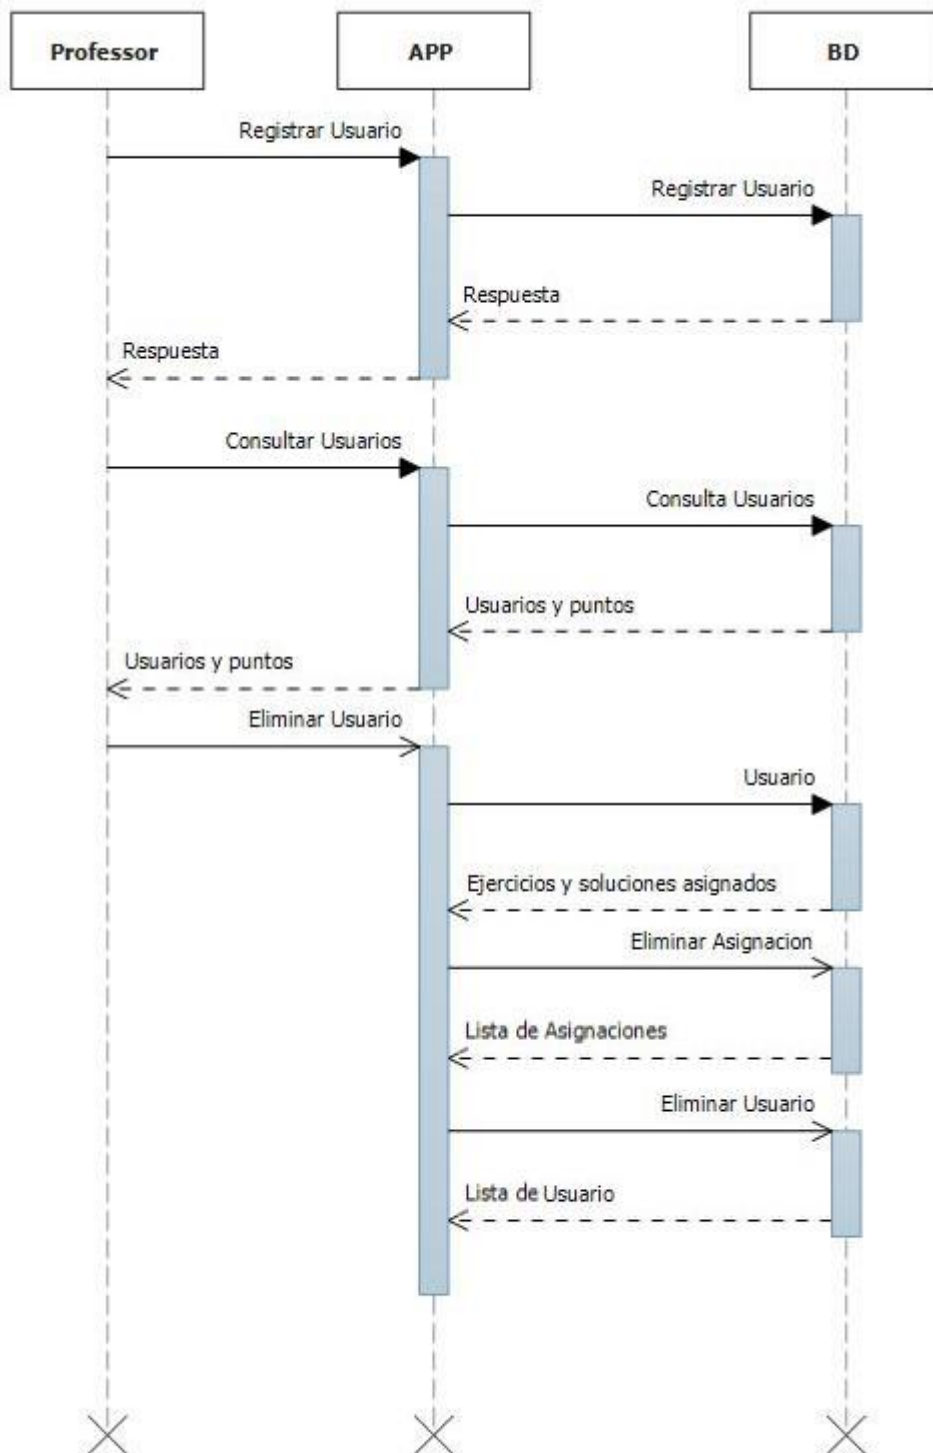 Professor
APP
BD
Registrar Usuario
Registrar Usuario
Respuesta
Respuesta
Consultar Usuarios
Consulta Usuarios
Usuarios y puntos
Usuarios y puntos
Eliminar Usuario
Usuario
Ejercicios y soluciones asignados
Eliminar Asignacion
Lista de Asignaciones
Eliminar Usuario
Lista de Usuario